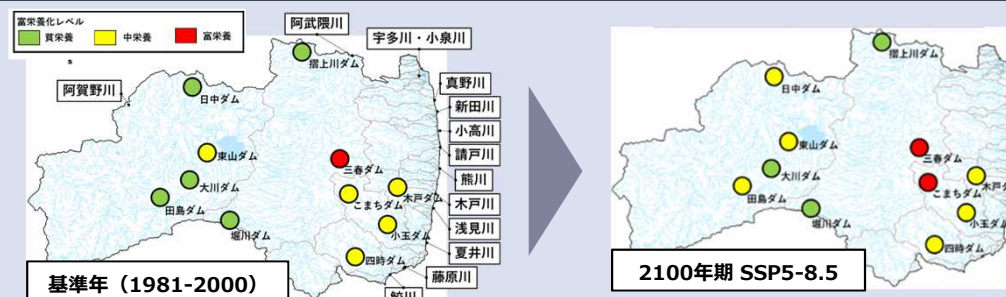 富栄養化レベル
貧栄養 中栄養 富栄養
s
阿武隈川
宇多川・小泉川
摺上川ダム
阿賀野川
日中ダム
真野川
新田川
小高川
請戸川
熊川
木戸川
浅見川
夏井川
藤原川
鮫川
東山ダム
三春ダム
大川ダム
木戸ダム
田島ダム
こまちダム
堀川ダム
小玉ダム
四時ダム
基準年（1981-2000）
摺上川ダム
日中ダム
東山ダム
三春ダム
大川ダム
木戸ダ
田島ダム
こまちダム
堀川ダム
小玉ダ
四時ダム
2100年期 SSP5-8.5